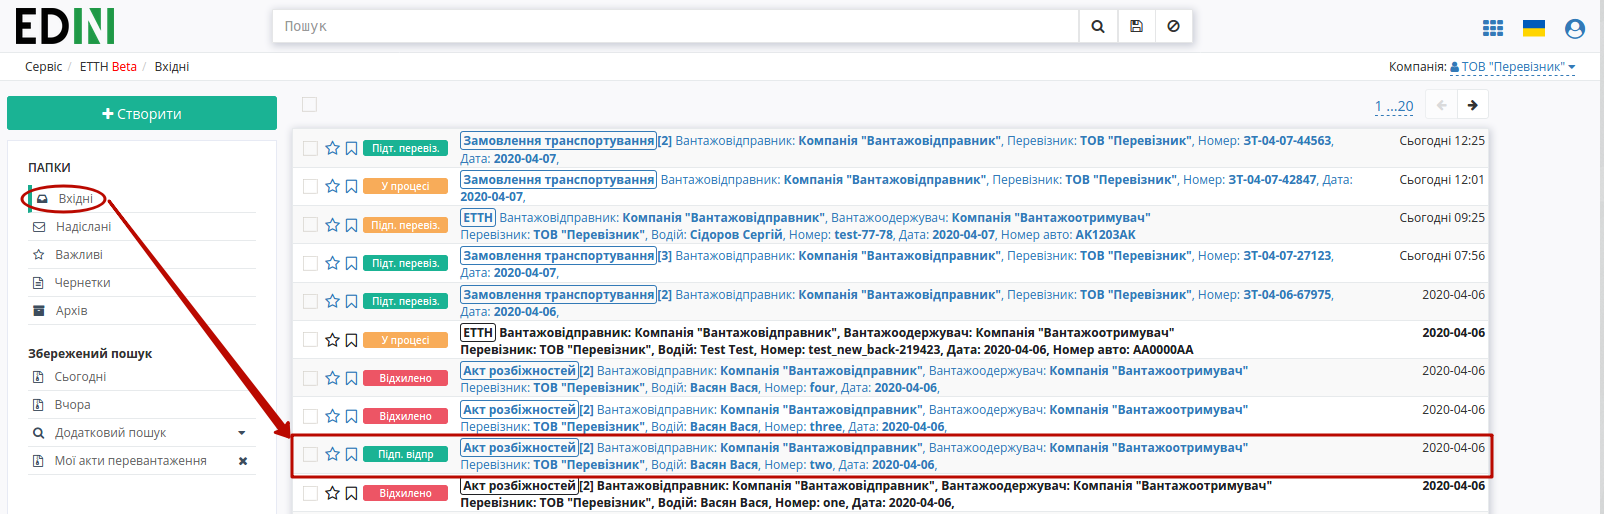 EDIN
Пошук
Сервіс / ЕТТН Beta / Вхідні
Компанія: ТОВ "Перевізник"
Створити
1 ...20
ПАПКИ
Вхідні
Надіслані
Важливі
Чернетки
Архів
Збережений пошук
Сьогодні
Вчора
Додатковий пошук
Мої акти перевантаження
Підт. перевіз. Замовлення транспортування[2] Вантажовідправник: Компанія "Вантажовідправник", Перевізник: ТОВ "Перевізник", Номер: ЗТ-04-07-44563, Сьогодні 12:25
Дата: 2020-04-07,
У процесі Замовлення транспортування Вантажовідправник: Компанія "Вантажовідправник", Перевізник: ТОВ "Перевізник", Номер: ЗТ-04-07-42847, Дата: Сьогодні 12:01
2020-04-07,
Підп. перевіз. ЕТТН Вантажовідправник: Компанія "Вантажовідправник", Вантажоодержувач: Компанія "Вантажоотримувач" Сьогодні 09:25
Перевізник: ТОВ "Перевізник", Водій: Сідоров Сергій, Номер: test-77-78, Дата: 2020-04-07, Номер авто: АК1203АК
Підт. перевіз. Замовлення транспортування[3] Вантажовідправник: Компанія "Вантажовідправник", Перевізник: ТОВ "Перевізник", Номер: ЗТ-04-07-27123, Сьогодні 07:56
Дата: 2020-04-07,
Підт. перевіз. Замовлення транспортування[2] Вантажовідправник: Компанія "Вантажовідправник", Перевізник: ТОВ "Перевізник", Номер: ЗТ-04-06-67975, 2020-04-06
Дата: 2020-04-06,
У процесі ЕТТН Вантажовідправник: Компанія "Вантажовідправник", Вантажоодержувач: Компанія "Вантажоотримувач" 2020-04-06
Перевізник: ТОВ "Перевізник", Водій: Test Test, Номер: test_new_back-219423, Дата: 2020-04-06, Номер авто: АА0000АА
Відхилено Акт розбіжностей[2] Вантажовідправник: Компанія "Вантажовідправник", Вантажоодержувач: Компанія "Вантажоотримувач" 2020-04-06
Перевізник: ТОВ "Перевізник", Водій: Васян Вася, Номер: four, Дата: 2020-04-06,
Відхилено Акт розбіжностей[2] Вантажовідправник: Компанія "Вантажовідправник", Вантажоодержувач: Компанія "Вантажоотримувач" 2020-04-06
Перевізник: ТОВ "Перевізник", Водій: Васян Вася, Номер: three, Дата: 2020-04-06,
Підп. відпр Акт розбіжностей[2] Вантажовідправник: Компанія "Вантажовідправник", Вантажоодержувач: Компанія "Вантажоотримувач" 2020-04-06
Перевізник: ТОВ "Перевізник", Водій: Васян Вася, Номер: two, Дата: 2020-04-06,
Відхилено Акт розбіжностей[2] Вантажовідправник: Компанія "Вантажовідправник", Вантажоодержувач: Компанія "Вантажоотримувач" 2020-04-06
Перевізник: ТОВ "Перевізник", Водій: Васян Вася, Номер: one, Дата: 2020-04-06,